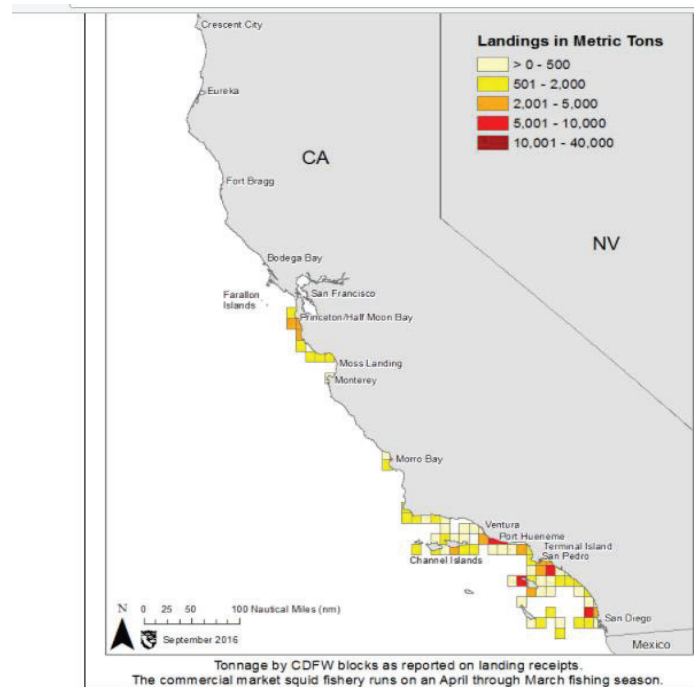 Crescent City
Landings in Metric Tons
> 0 - 500
501 - 2,000
2,001 - 5,000
5,001 - 10,000
10,001 - 40,000
Eureka
CA
Fort Bragg
NV
Bodega Bay
Farallon
Islands
San Francisco
Princeton/Half Moon Bay
Moss Landing
Monterey
Morro Bay
Ventura
Port Hueneme
Terminal Island
San Pedro
Channel Islands
N
0 25 50 100 Nautical Miles (nm)
San Diego
September 2016
Mexico
Tonnage by CDFW blocks as reported on landing receipts.
The commercial market squid fishery runs on an April through March fishing season.